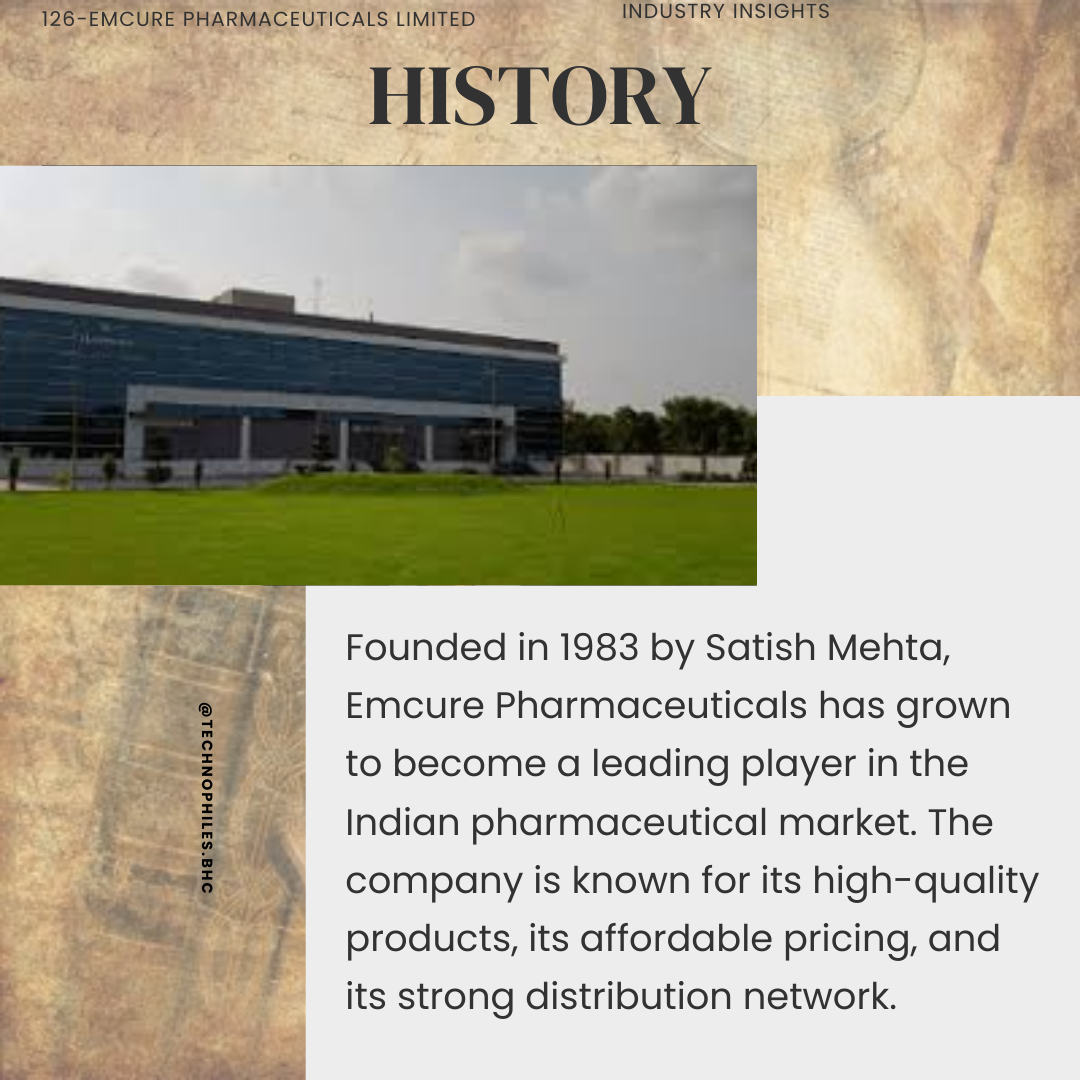 126-EMCURE PHARMACEUTICALS LIMITED
INDUSTRY INSIGHTS
HISTORY
Founded in 1983 by Satish Mehta,
Emcure Pharmaceuticals has grown
to become a leading player in the
Indian pharmaceutical market. The
company is known for its high-quality
products, its affordable pricing, and
its strong distribution network.
@TECHNOPHILES.BHC